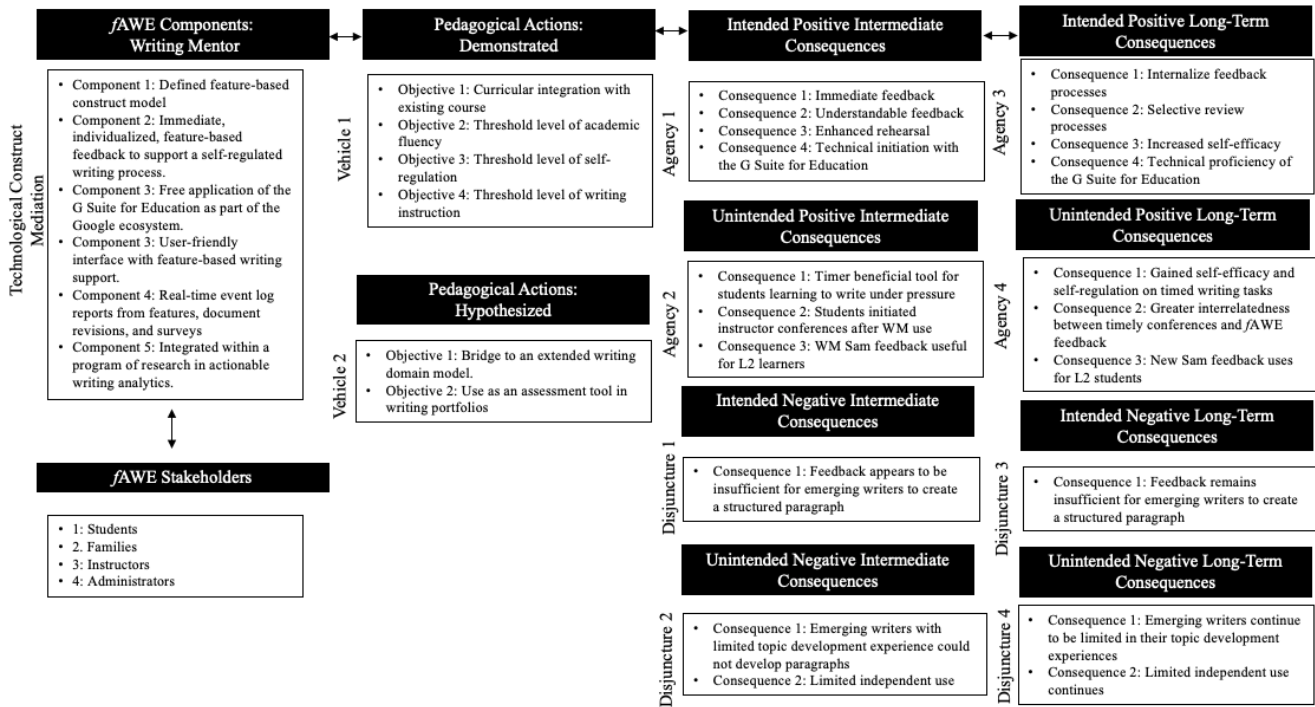 fAWE Components:
Writing Mentor
Technological Construct
Mediation
• Component 1: Defined feature-based
construct model
• Component 2: Immediate,
individualized, feature-based
feedback to support a self-regulated
writing process.
• Component 3: Free application of the
G Suite for Education as part of the
Google ecosystem.
• Component 3: User-friendly
interface with feature-based writing
support.
• Component 4: Real-time event log
reports from features, document
revisions, and surveys
• Component 5: Integrated within a
program of research in actionable
writing analytics.
fAWE Stakeholders
• 1: Students
• 2. Families
• 3: Instructors
• 4: Administrators
Pedagogical Actions:
Demonstrated
Vehicle 1
• Objective 1: Curricular integration with
existing course
• Objective 2: Threshold level of academic
fluency
• Objective 3: Threshold level of self-
regulation
• Objective 4: Threshold level of writing
instruction
Pedagogical Actions:
Hypothesized
Vehicle 2
• Objective 1: Bridge to an extended writing
domain model.
• Objective 2: Use as an assessment tool in
writing portfolios
Intended Positive Intermediate
Consequences
Agency 1
• Consequence 1: Immediate feedback
• Consequence 2: Understandable feedback
• Consequence 3: Enhanced rehearsal
• Consequence 4: Technical initiation with
the G Suite for Education
Unintended Positive Intermediate
Consequences
Agency 2
• Consequence 1: Timer beneficial tool for
students learning to write under pressure
• Consequence 2: Students initiated
instructor conferences after WM use
• Consequence 3: WM Sam feedback useful
for L2 learners
Intended Negative Intermediate
Consequences
Disjuncture 1
• Consequence 1: Feedback appears to be
insufficient for emerging writers to create
a structured paragraph
Unintended Negative Intermediate
Consequences
Disjuncture 2
• Consequence 1: Emerging writers with
limited topic development experience could
not develop paragraphs
• Consequence 2: Limited independent use
Intended Positive Long-Term
Consequences
Agency 3
• Consequence 1: Internalize feedback
processes
• Consequence 2: Selective review
processes
• Consequence 3: Increased self-efficacy
• Consequence 4: Technical proficiency of
the G Suite for Education
Unintended Positive Long-Term
Consequences
Agency 4
• Consequence 1: Gained self-efficacy and
self-regulation on timed writing tasks
• Consequence 2: Greater interrelatedness
between timely conferences and fAWE
feedback
• Consequence 3: New Sam feedback uses
for L2 students
Intended Negative Long-Term
Consequences
Disjuncture 3
• Consequence 1: Feedback remains
insufficient for emerging writers to create
a structured paragraph
Unintended Negative Long-Term
Consequences
Disjuncture 4
• Consequence 1: Emerging writers continue
to be limited in their topic development
experiences
• Consequence 2: Limited independent use
continues